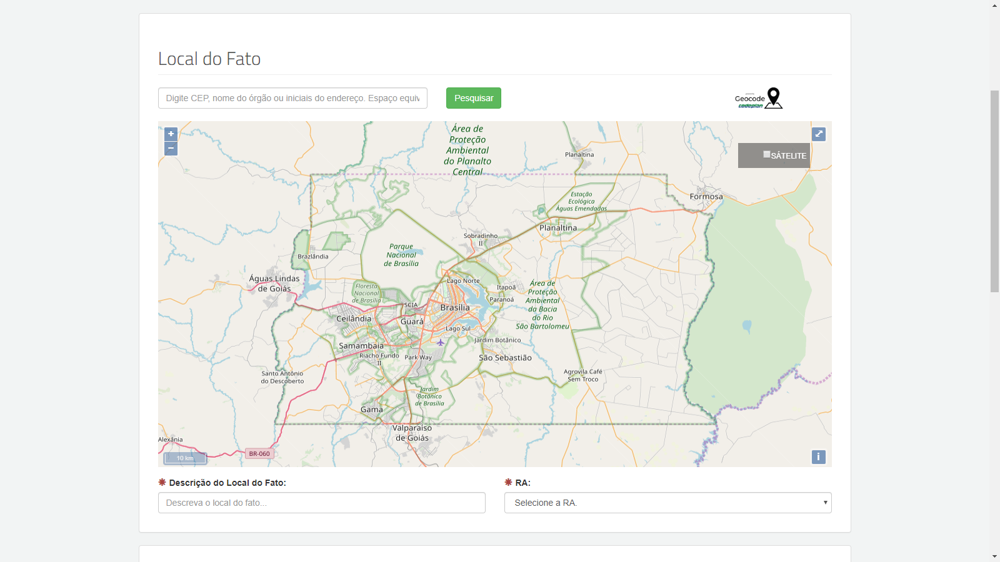 Local do Fato
Digite CEP, nome do órgão ou iniciais do endereço. Espaço equiv
Pesquisar
Geocode
codeplan
+
−
SÁTELITE
Área de
Proteção
Ambiental
do Planalto
Central
Planaltina
Formosa
Estação
Ecológica
Águas Emendadas
Planaltina
Sobradinho
II
Parque
Nacional
de Brasília
Brazlândia
Águas Lindas
de Goiás
Lago Norte
Itapoã
Paranoá
Área de
Proteção
Ambiental
da Bacia
do Rio
São Bartolomeu
Floresta
Nacional
de Brasília
SCIA
Brasília
Ceilândia
Guará
Lago Sul
Jardim Botânico
Samambaia
Riacho Fundo
II
Park Way
São Sebastião
Santo Antônio
do Descoberto
Agrovila Café
Sem Troco
Jardim
Botânico
de Brasília
Gama
Valparaíso
de Goiás
Alexânia
BR-060
10 km
i
✱ Descrição do Local do Fato:
Descreva o local do fato...
✱ RA:
Selecione a RA.